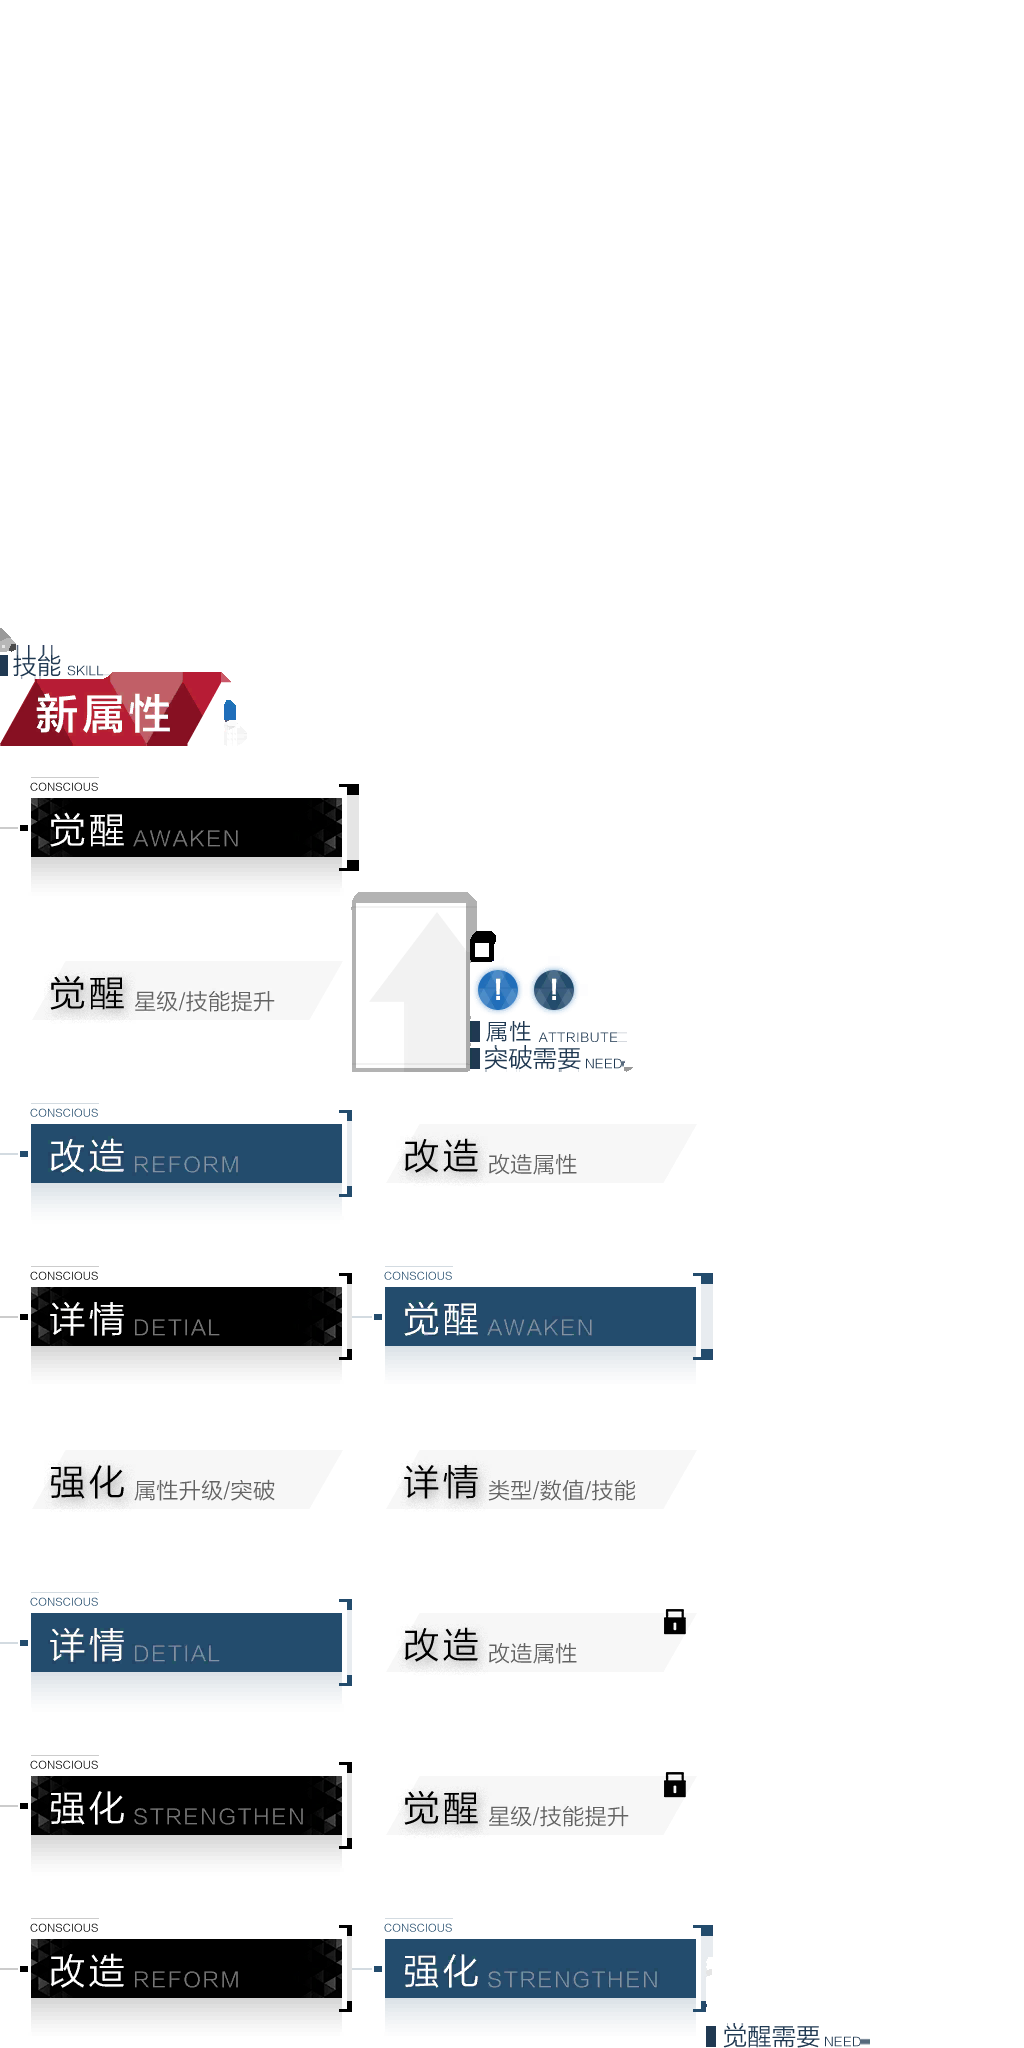 技能 SKILL
新属性
CONSCIOUS
觉醒 AWAKEN
觉醒 星级/技能提升
!
!
属性 ATTRIBUTE
突破需要 NEED
CONSCIOUS
改造 REFORM
改造 改造属性
CONSCIOUS
详情 DETIAL
CONSCIOUS
觉醒 AWAKEN
强化 属性升级/突破
详情 类型/数值/技能
CONSCIOUS
详情 DETIAL
改造 改造属性
CONSCIOUS
强化 STRENGTHEN
觉醒 星级/技能提升
CONSCIOUS
改造 REFORM
CONSCIOUS
强化 STRENGTHEN
觉醒需要 NEED